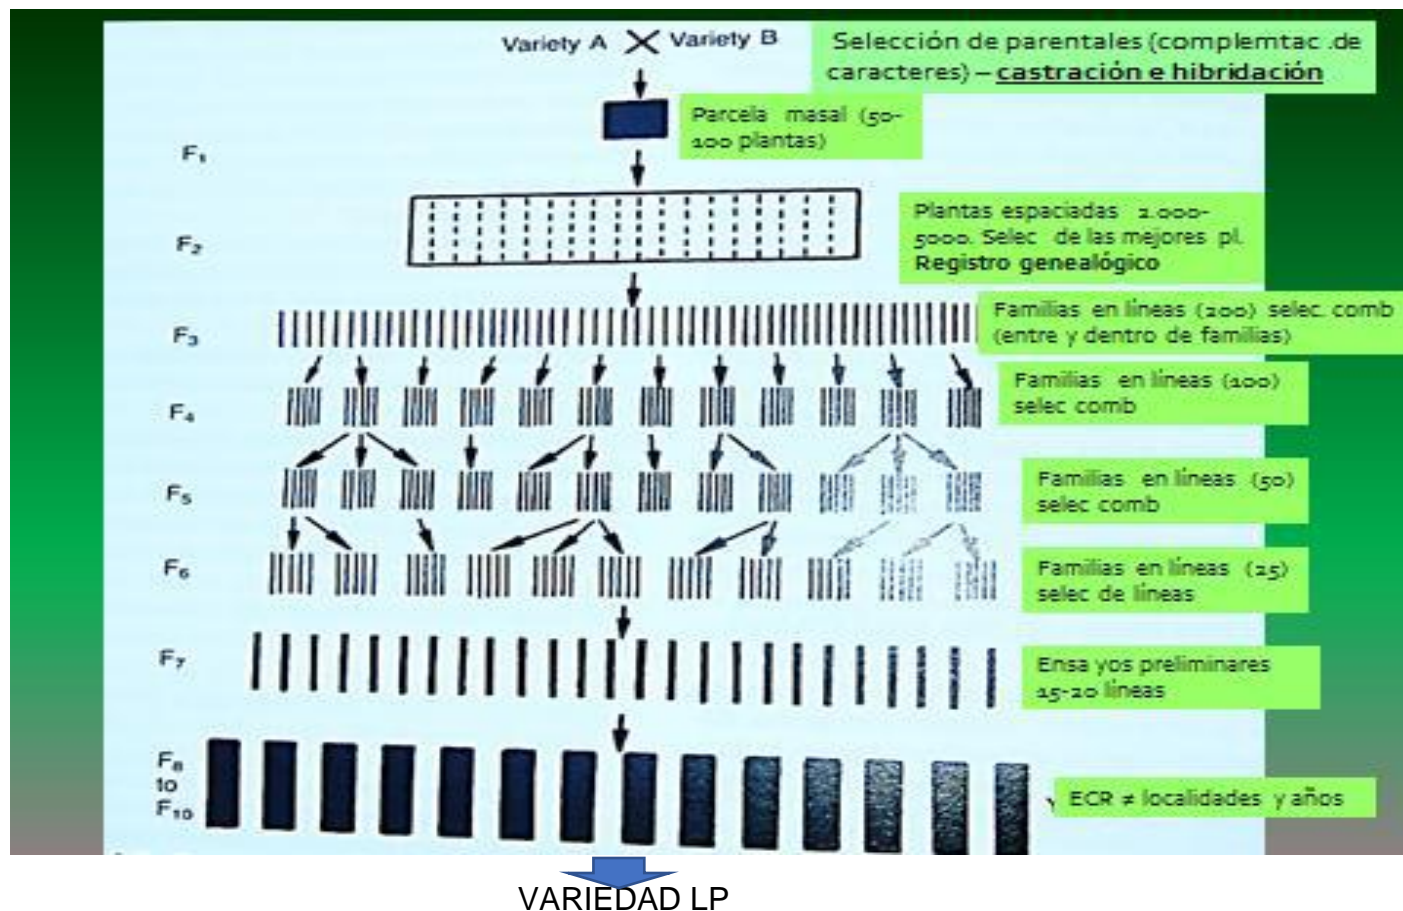 Variety A X Variety B
Selección de parentales (complemtac .de
caracteres) – castración e hibridación
F1
Parcela masal (50-
100 plantas)
F2
Plantas espaciadas 2.000-
5000. Selec de las mejores pl.
Registro genealógico
F3
Familias en líneas (200) selec. comb
(entre y dentro de familias)
F4
Familias en líneas (100)
selec comb
F5
Familias en líneas (50)
selec comb
F6
Familias en líneas (25)
selec de líneas
F7
Ensa yos preliminares
15-20 líneas
F8
to
F10
ECR ≠ localidades y años
VARIEDAD LP